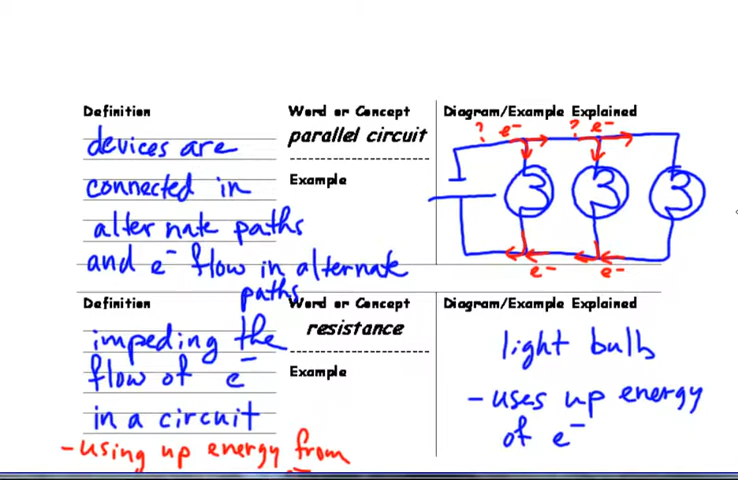 Definition
Word or Concept
Diagram/Example Explained
devices are
connected in
alternate paths
and e⁻ flow in alternate
paths
parallel circuit
Example
? e⁻ ? e⁻
e⁻ e⁻
Definition
Word or Concept
Diagram/Example Explained
impeding the
flow of e⁻
in a circuit
-using up energy from
resistance
Example
light bulb
- uses up energy
of e⁻